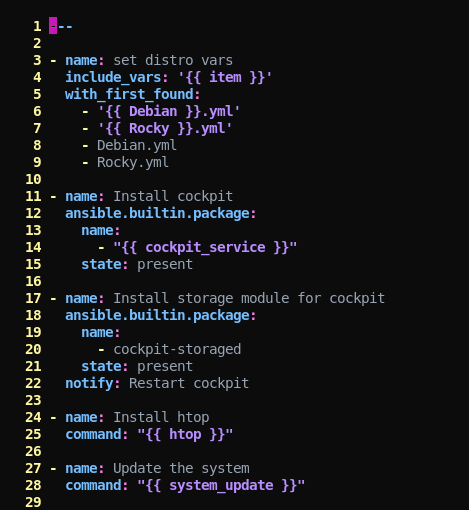 1 ---
2
3 - name: set distro vars
4   include_vars: '{{ item }}'
5   with_first_found:
6     - '{{ Debian }}.yml'
7     - '{{ Rocky }}.yml'
8     - Debian.yml
9     - Rocky.yml
10
11 - name: Install cockpit
12   ansible.builtin.package:
13     name:
14       - "{{ cockpit_service }}"
15     state: present
16
17 - name: Install storage module for cockpit
18   ansible.builtin.package:
19     name:
20       - cockpit-storaged
21     state: present
22   notify: Restart cockpit
23
24 - name: Install htop
25   command: "{{ htop }}"
26
27 - name: Update the system
28   command: "{{ system_update }}"
29